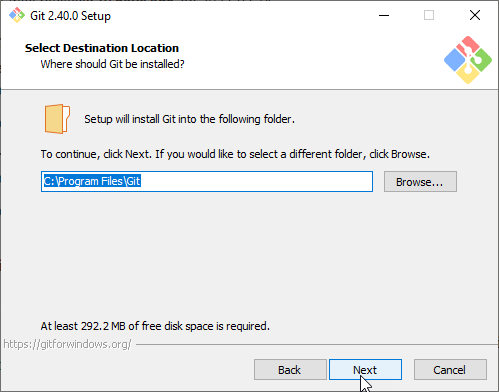 Git 2.40.0 Setup
Select Destination Location
Where should Git be installed?
Setup will install Git into the following folder.
To continue, click Next. If you would like to select a different folder, click Browse.
C:\Program Files\Git
Browse...
At least 292.2 MB of free disk space is required.
https://gitforwindows.org/
Back
Next
Cancel